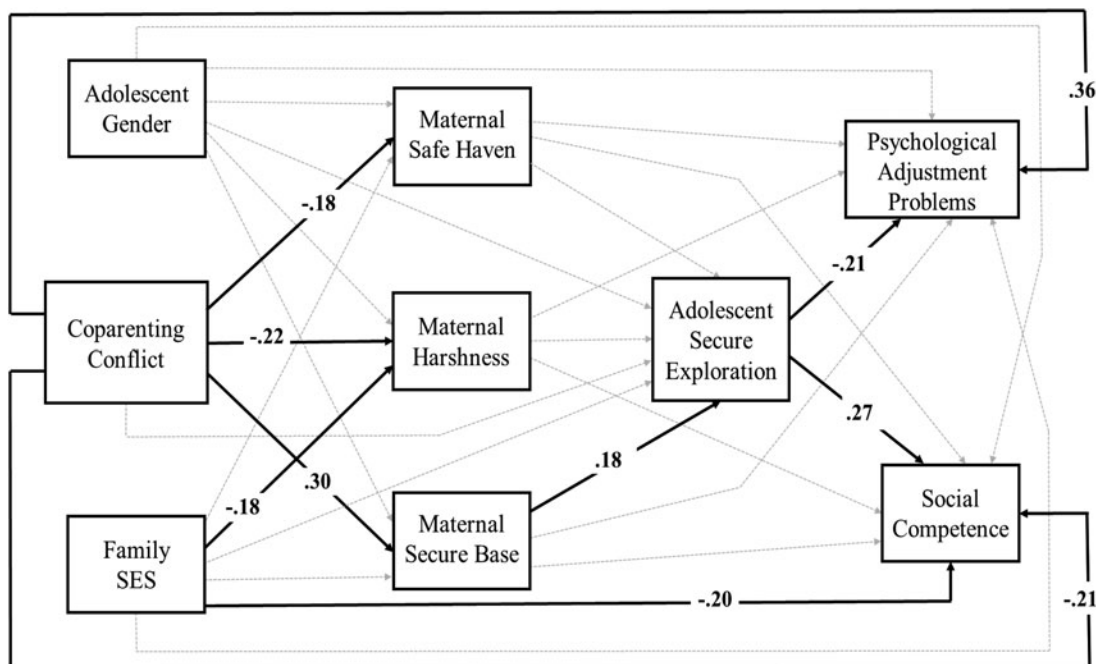 .36
Adolescent
Gender
Maternal
Safe Haven
Psychological
Adjustment
Problems
-.18
-.21
Coparenting
Conflict
-.22
Maternal
Harshness
Adolescent
Secure
Exploration
.27
.18
.30
-.18
Family
SES
Maternal
Secure Base
Social
Competence
-.20
-.21